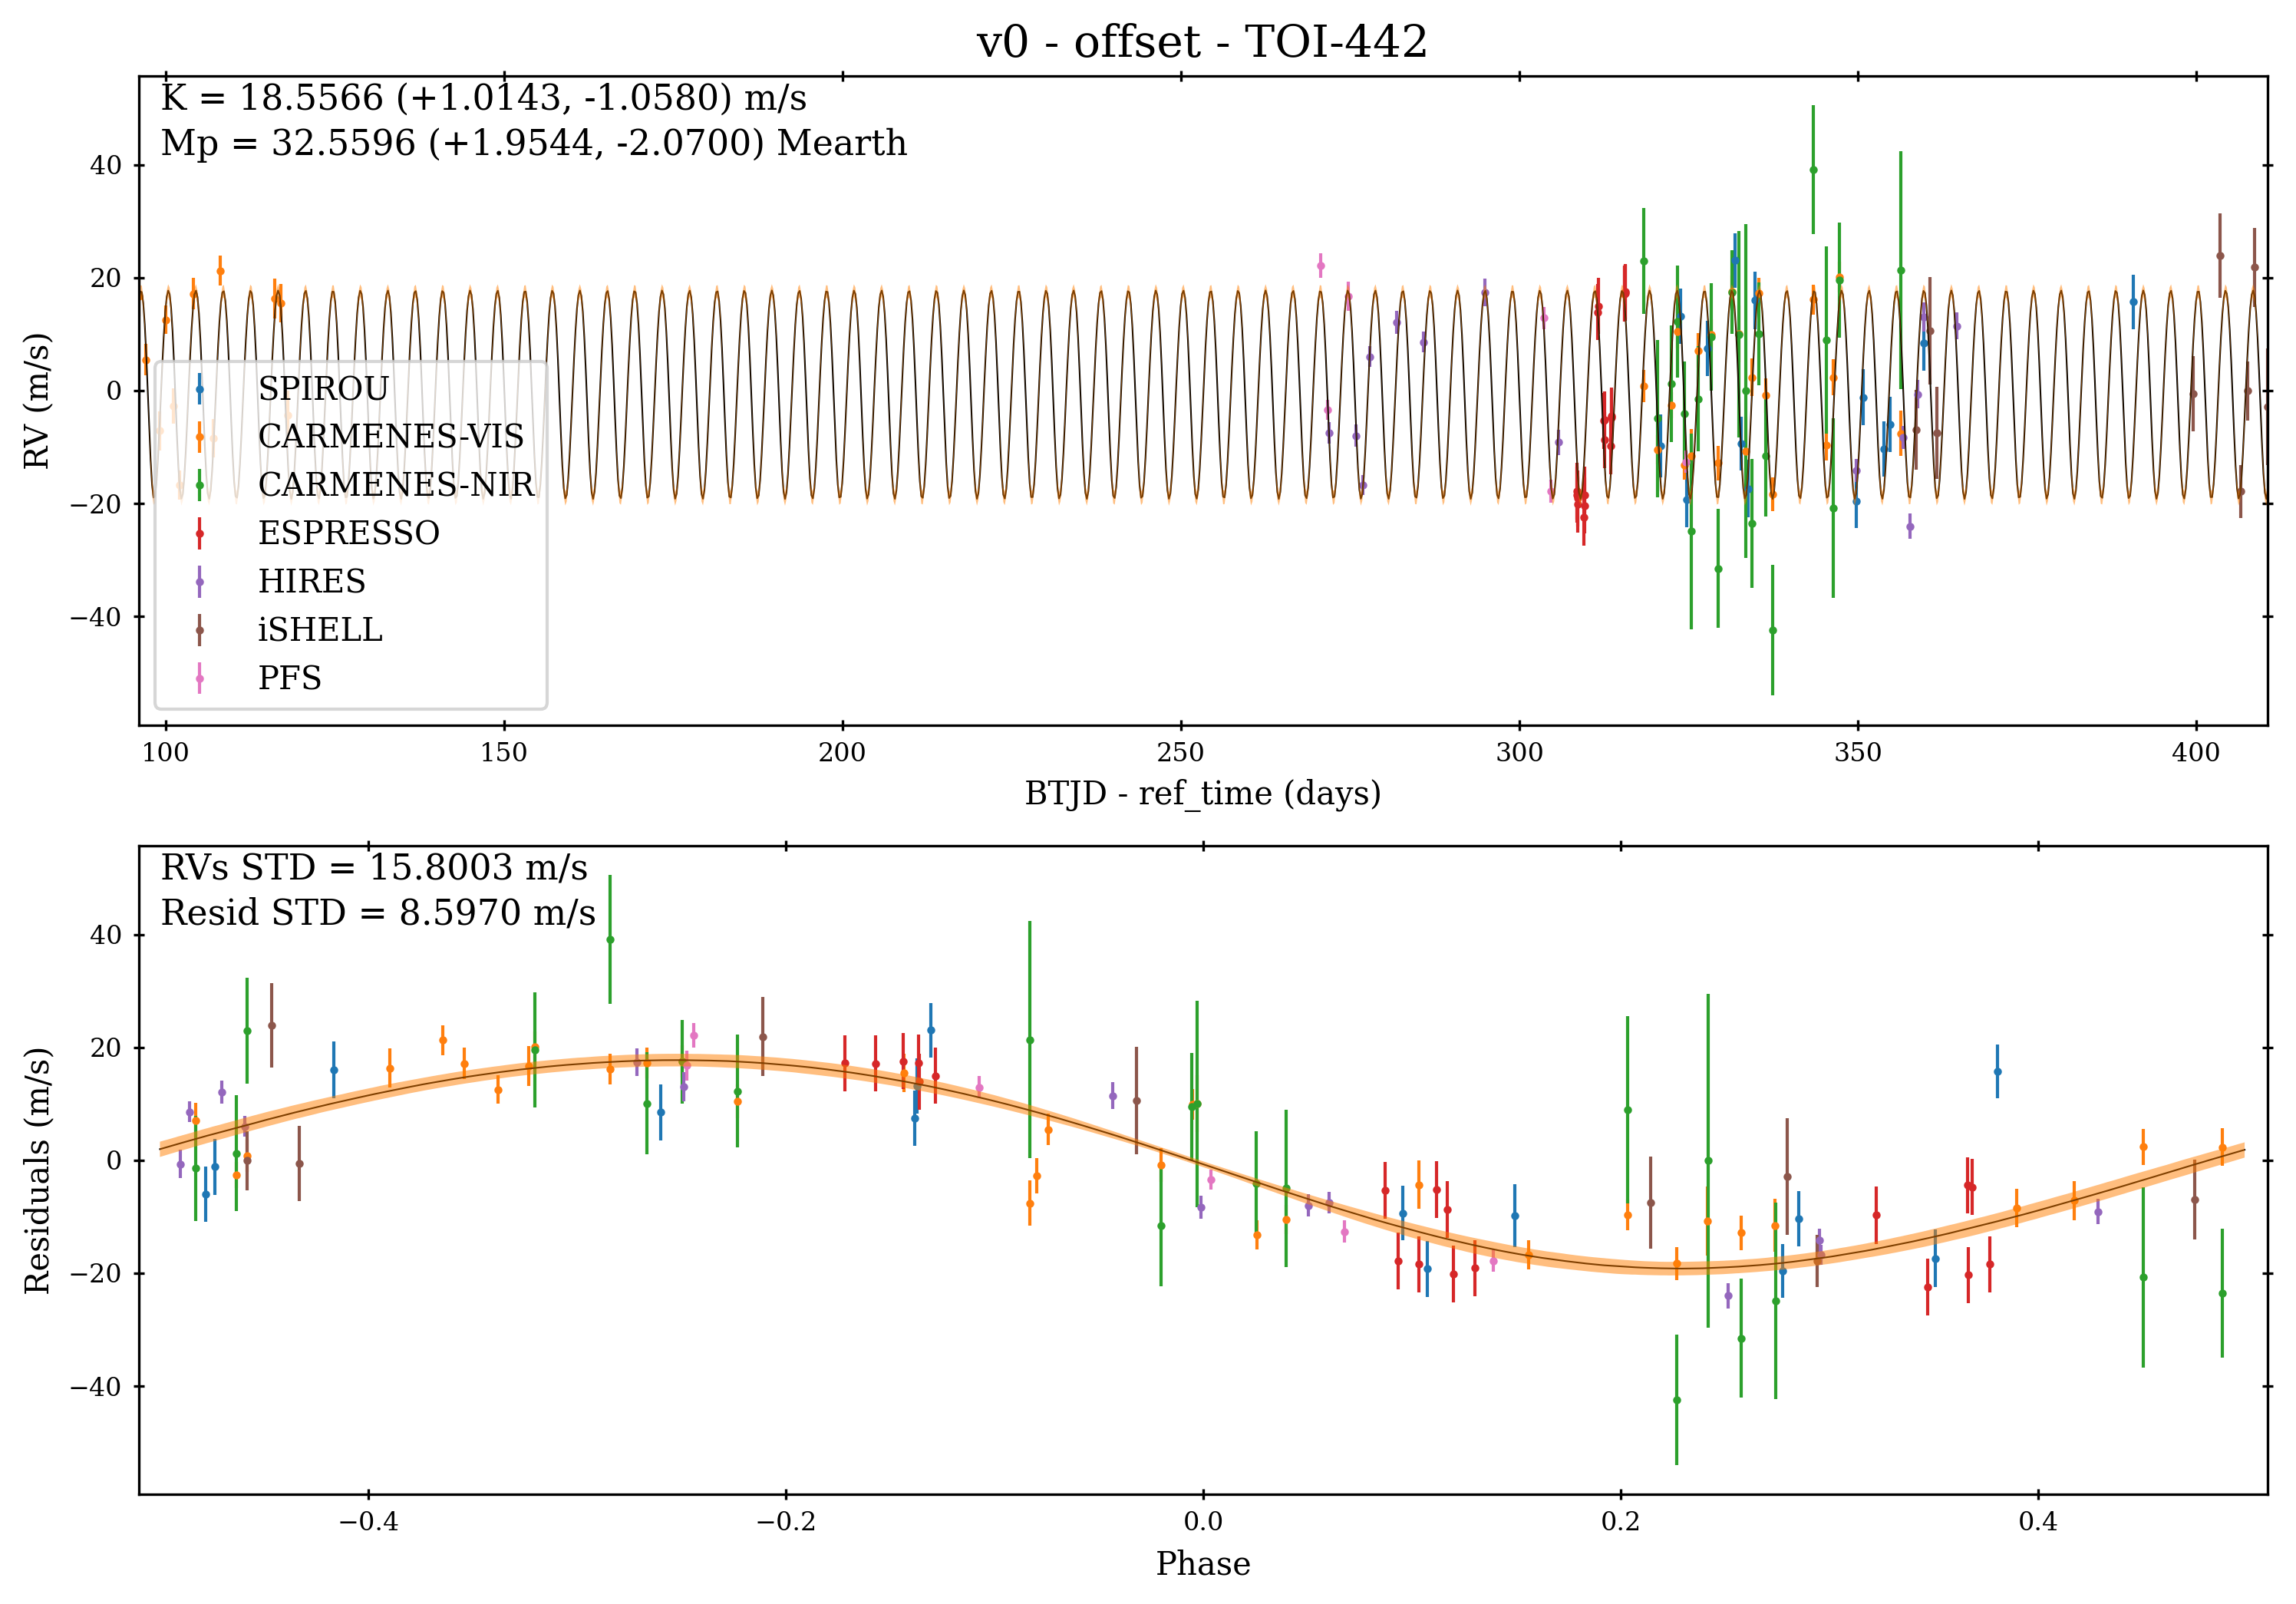 v0 - offset - TOI-442
K = 18.5566 (+1.0143, -1.0580) m/s
Mp = 32.5596 (+1.9544, -2.0700) Mearth
40
20
0
−20
−40
RV (m/s)
SPIROU
CARMENES-VIS
CARMENES-NIR
ESPRESSO
HIRES
iSHELL
PFS
100 150 200 250 300 350 400
BTJD - ref_time (days)
RVs STD = 15.8003 m/s
Resid STD = 8.5970 m/s
40
20
0
−20
−40
Residuals (m/s)
−0.4 −0.2 0.0 0.2 0.4
Phase